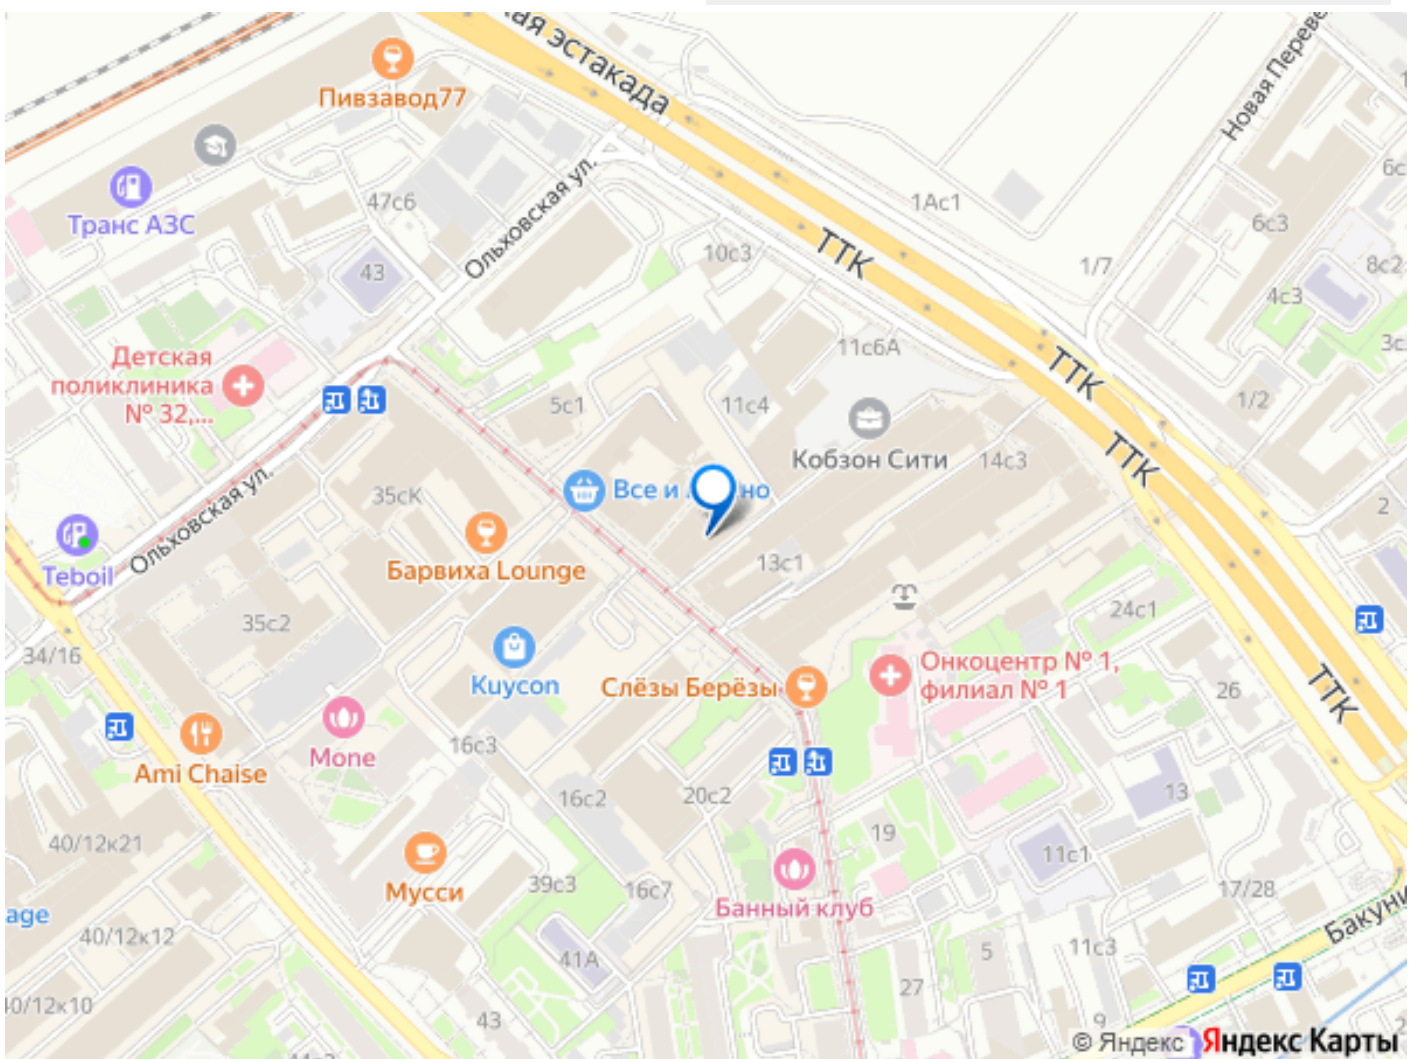 ая эстакада
Пивзавод77
Новая Переве
Транс АЗС
47с6
Ольховская ул.
1Ас1
6с
6с3
10с3
ТТК
43
1/7
8с2
4с3
Детская
поликлиника
№ 32,...
11с6А
ТТК
3с
5с1
11с4
1/2
Кобзон Сити
14с3
ТТК
Ольховская ул.
35сК
Все и
но
2
Teboil
Барвиха Lounge
13с1
35с2
24с1
34/16
Kuycon
Слёзы Берёзы
Онкоцентр № 1,
филиал № 1
26
ТТК
Mone
16с3
Ami Chaise
16с2
20с2
13
40/12к21
19
11с1
Мусси
39с3
16с7
17/28
Банный клуб
age
Бакуни
40/12к12
41А
5
11с3
27
40/12к10
43
9
© Яндекс
Яндекс Карты